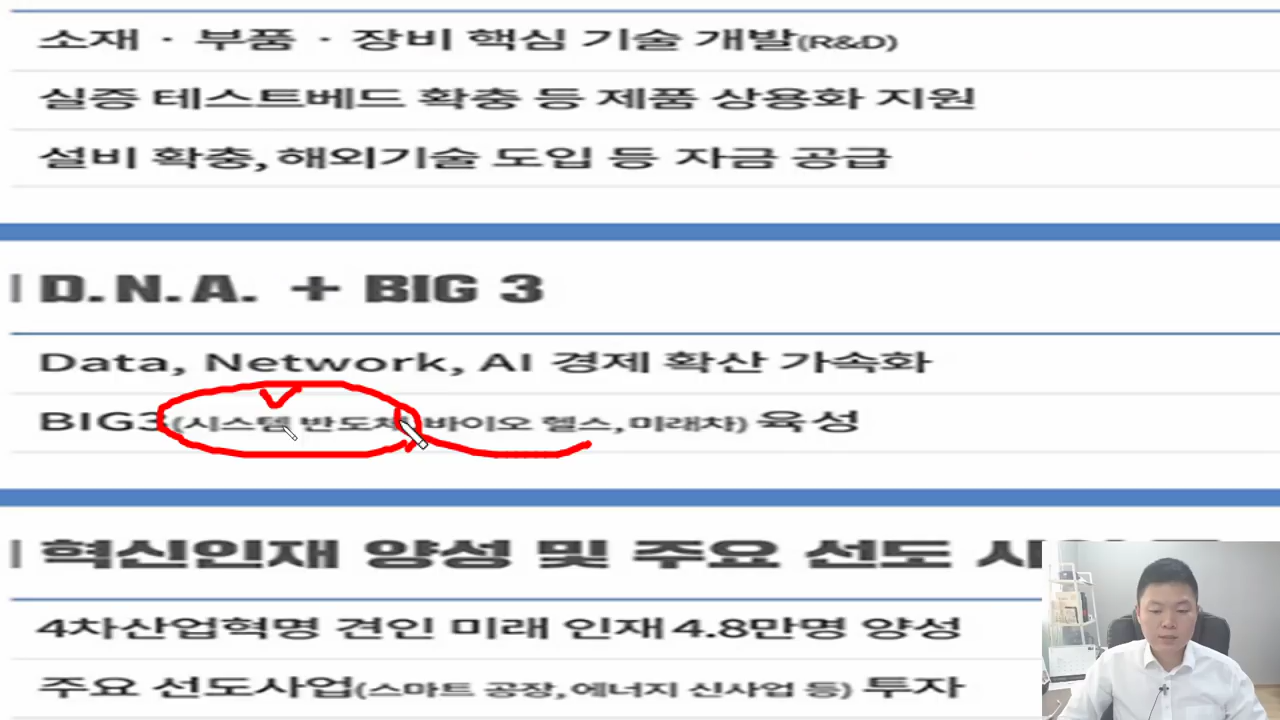 소재 · 부품 · 장비 핵심 기술 개발(R&D)
실증 테스트베드 확충 등 제품 상용화 지원
설비 확충, 해외기술 도입 등 자금 공급
D.N.A. + BIG 3
Data, Network, AI 경제 확산 가속화
BIG3(시스템 반도체, 바이오 헬스, 미래차) 육성
혁신인재 양성 및 주요 선도
4차산업혁명 견인 미래 인재 4.8만명 양성
주요 선도사업(스마트 공장, 에너지 신사업 등) 투자